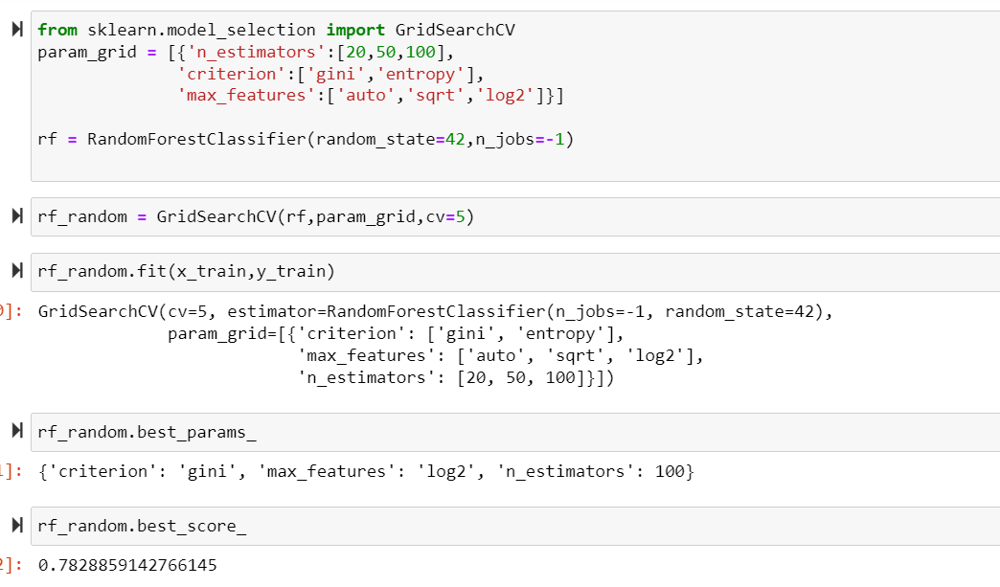 from sklearn.model_selection import GridSearchCV
param_grid = [{'n_estimators':[20,50,100],
'criterion':['gini','entropy'],
'max_features':['auto','sqrt','log2']}]
rf = RandomForestClassifier(random_state=42,n_jobs=-1)
rf_random = GridSearchCV(rf,param_grid,cv=5)
rf_random.fit(x_train,y_train)
]: GridSearchCV(cv=5, estimator=RandomForestClassifier(n_jobs=-1, random_state=42),
param_grid=[{'criterion': ['gini', 'entropy'],
'max_features': ['auto', 'sqrt', 'log2'],
'n_estimators': [20, 50, 100]}])
rf_random.best_params_
]: {'criterion': 'gini', 'max_features': 'log2', 'n_estimators': 100}
rf_random.best_score_
]: 0.7828859142766145